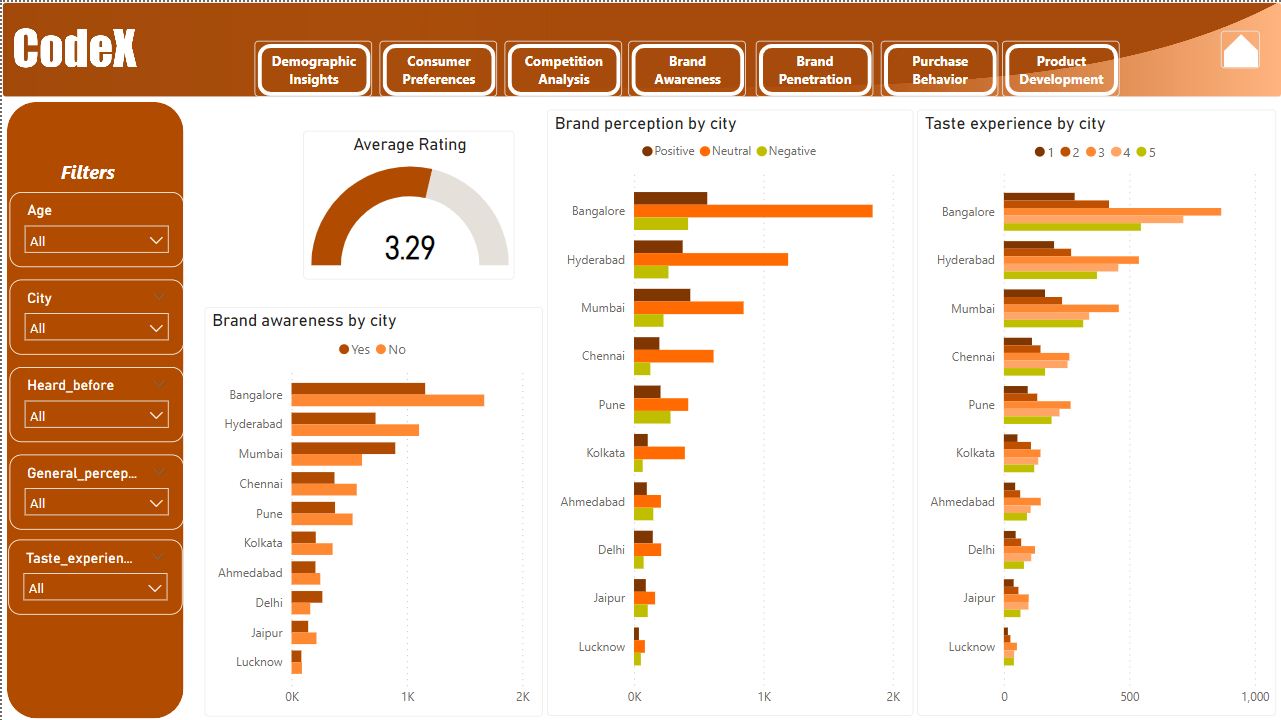 CodeX
Demographic
Insights
Consumer
Preferences
Competition
Analysis
Brand
Awareness
Brand
Penetration
Purchase
Behavior
Product
Development
Filters
Age
All
City
All
Heard_before
All
General_percep...
All
Taste_experien...
All
Average Rating
3.29
Brand awareness by city
Yes No
Bangalore
Hyderabad
Mumbai
Chennai
Pune
Kolkata
Ahmedabad
Delhi
Jaipur
Lucknow
0K 1K 2K
Brand perception by city
Positive Neutral Negative
Bangalore
Hyderabad
Mumbai
Chennai
Pune
Kolkata
Ahmedabad
Delhi
Jaipur
Lucknow
0K 1K 2K
Taste experience by city
1 2 3 4 5
Bangalore
Hyderabad
Mumbai
Chennai
Pune
Kolkata
Ahmedabad
Delhi
Jaipur
Lucknow
0 500 1,000